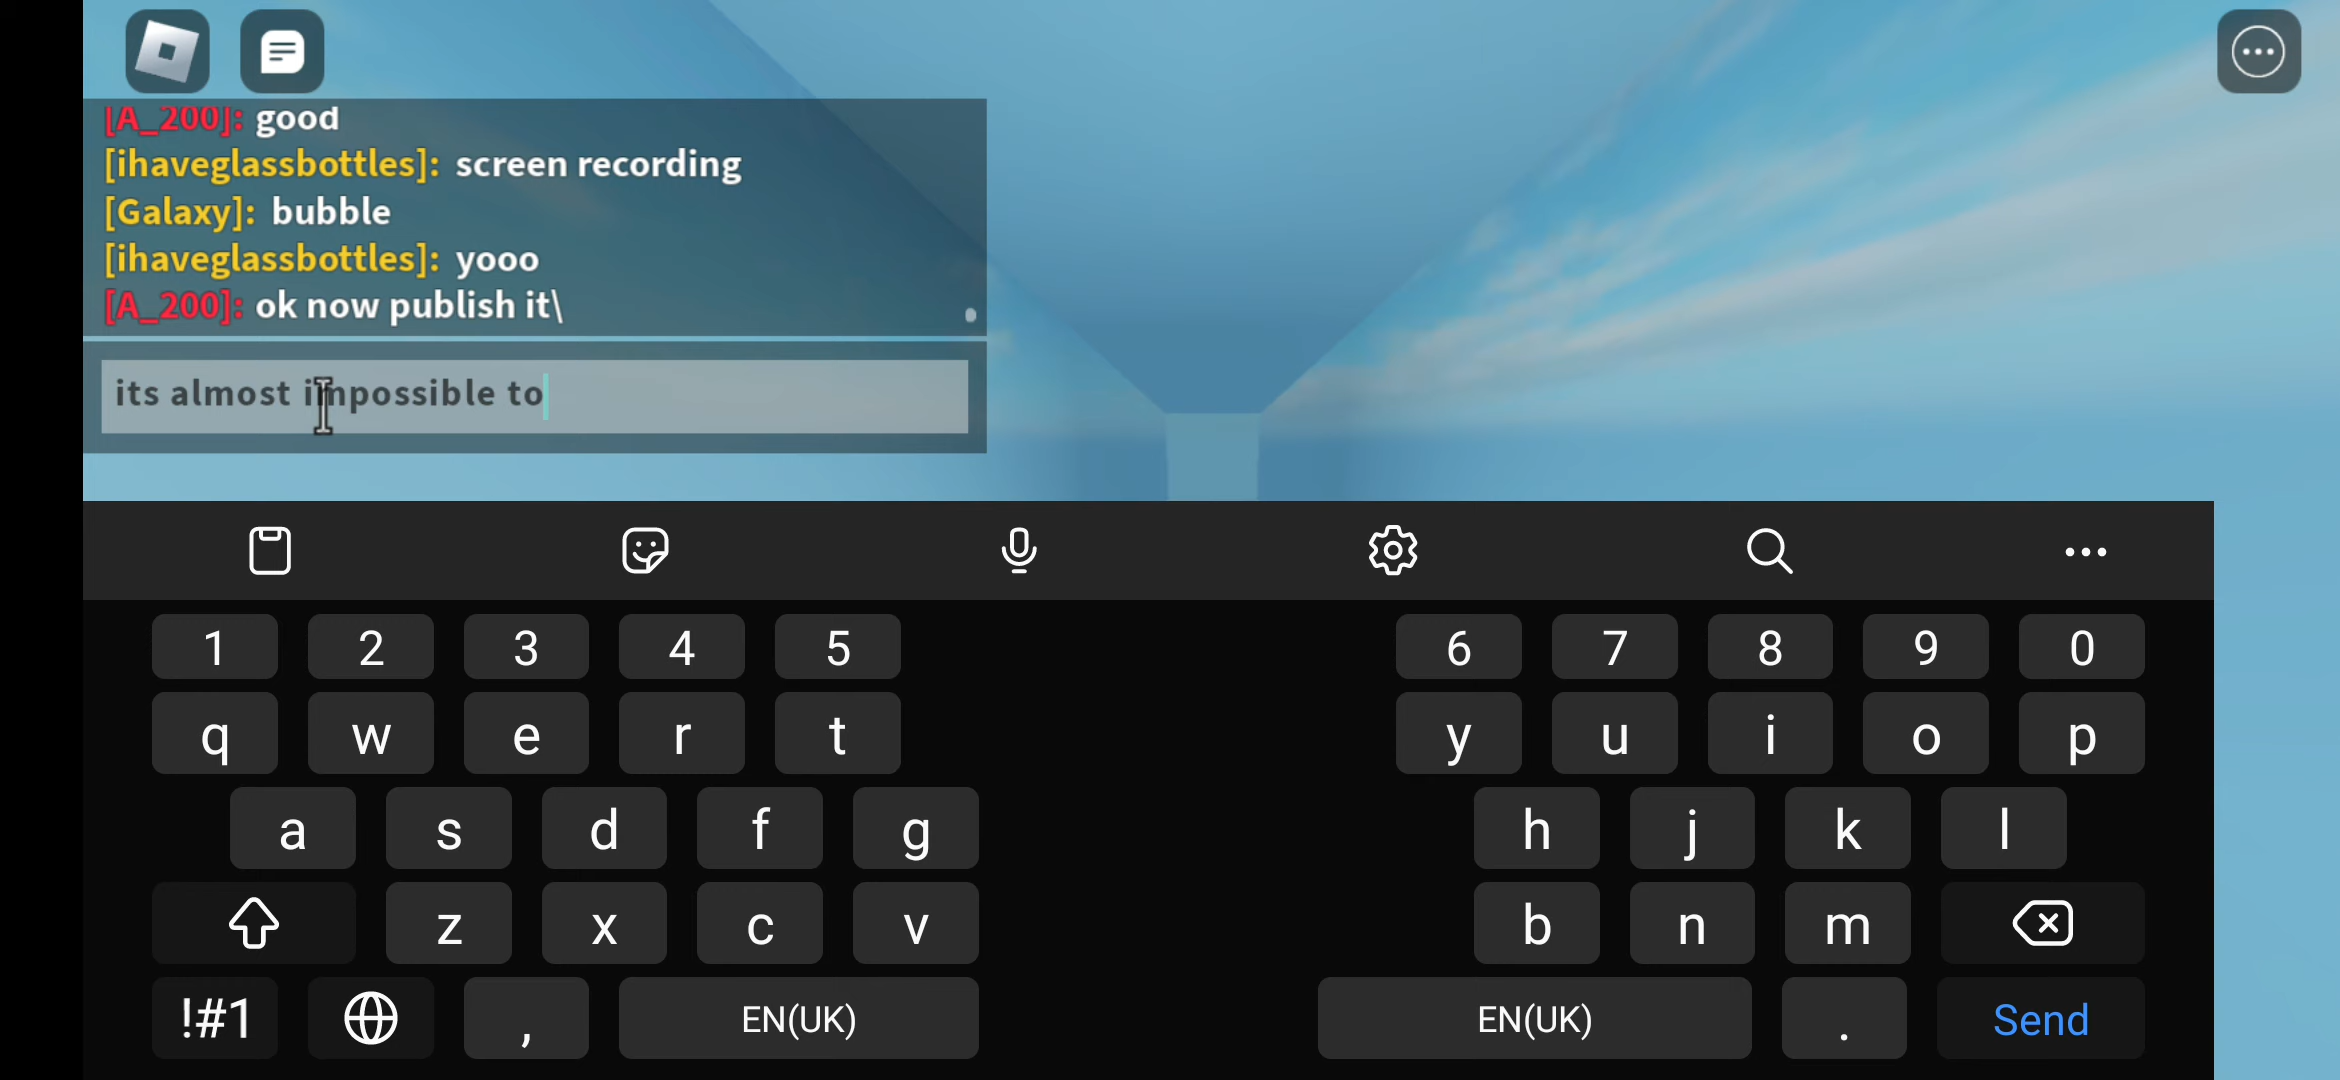 [A_200]: good
[ihaveglassbottles]: screen recording
[Galaxy]: bubble
[ihaveglassbottles]: yooo
[A_200]: ok now publish it\
its almost impossible to
1 2 3 4 5 6 7 8 9 0
q w e r t y u i o p
a s d f g h j k l
z x c v b n m
!#1 , EN(UK) EN(UK) . Send